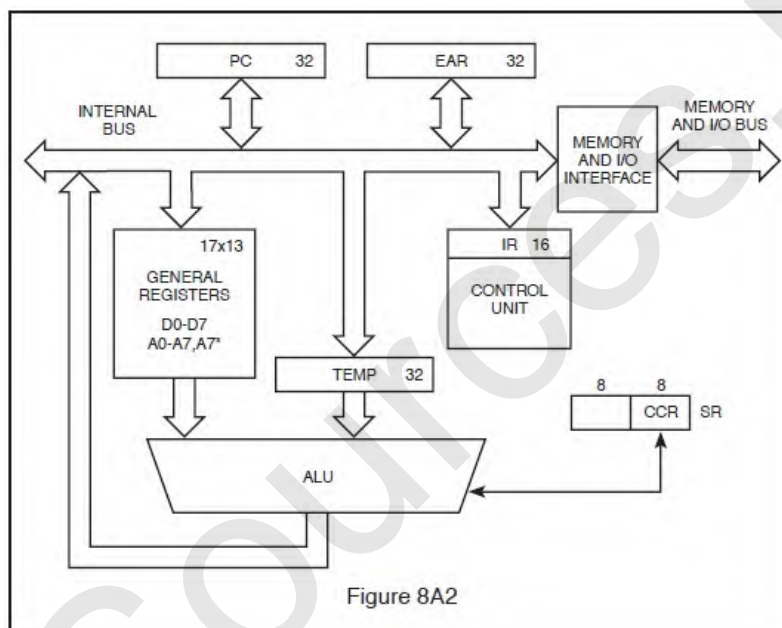 PC 32
EAR 32
INTERNAL
BUS
MEMORY
AND I/O BUS
MEMORY
AND I/O
INTERFACE
17x13
GENERAL
REGISTERS
D0-D7
A0-A7,A7*
IR 16
CONTROL
UNIT
TEMP 32
8 8
CCR SR
ALU
Figure 8A2